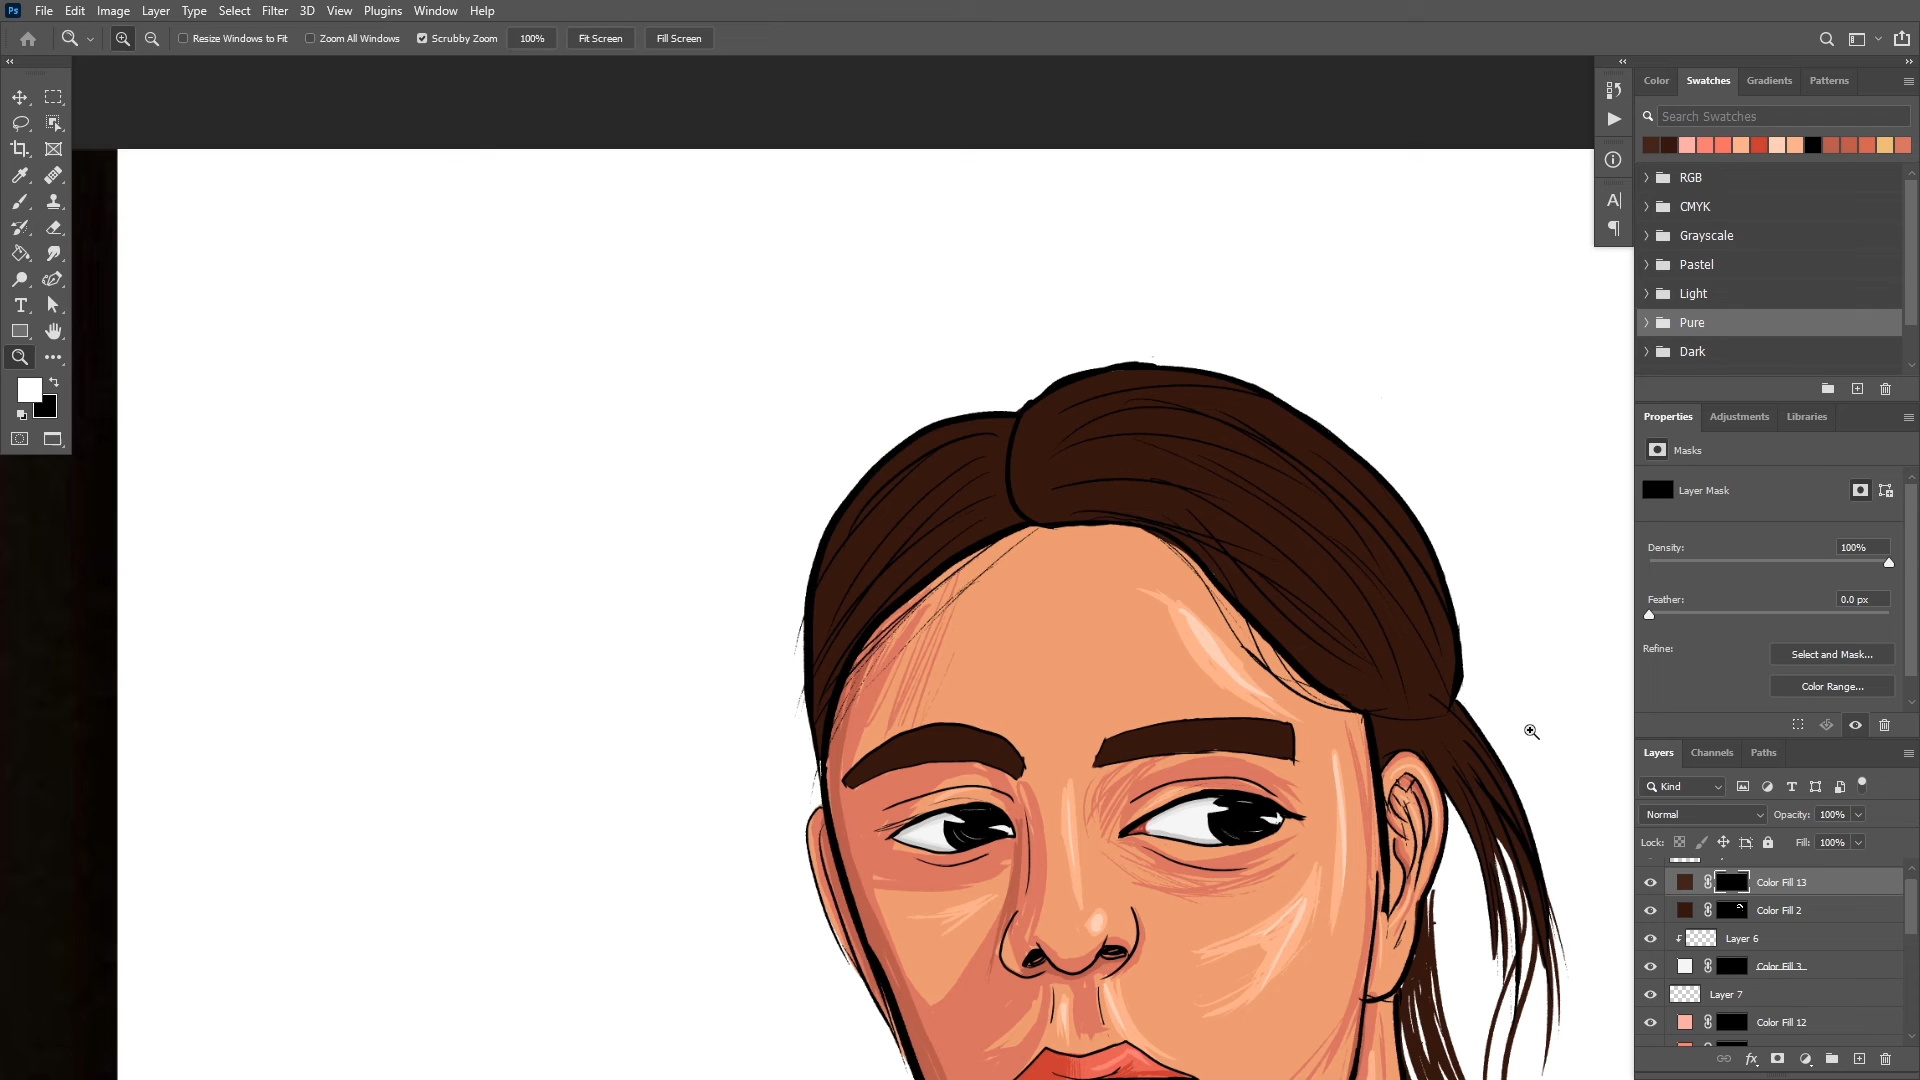 Ps File Edit Image Layer Type Select Filter 3D View Plugins Window Help
Resize Windows to Fit Zoom All Windows Scrubby Zoom 100% Fit Screen Fill Screen
Color Swatches Gradients Patterns
Search Swatches
RGB
CMYK
Grayscale
Pastel
Light
Pure
Dark
Properties Adjustments Libraries
Masks
Layer Mask
Density: 100%
Feather: 0.0 px
Refine: Select and Mask...
Color Range...
Layers Channels Paths
Kind
Normal Opacity: 100%
Lock: Fill: 100%
Color Fill 13
Color Fill 2
Layer 6
Color Fill 3
Layer 7
Color Fill 12